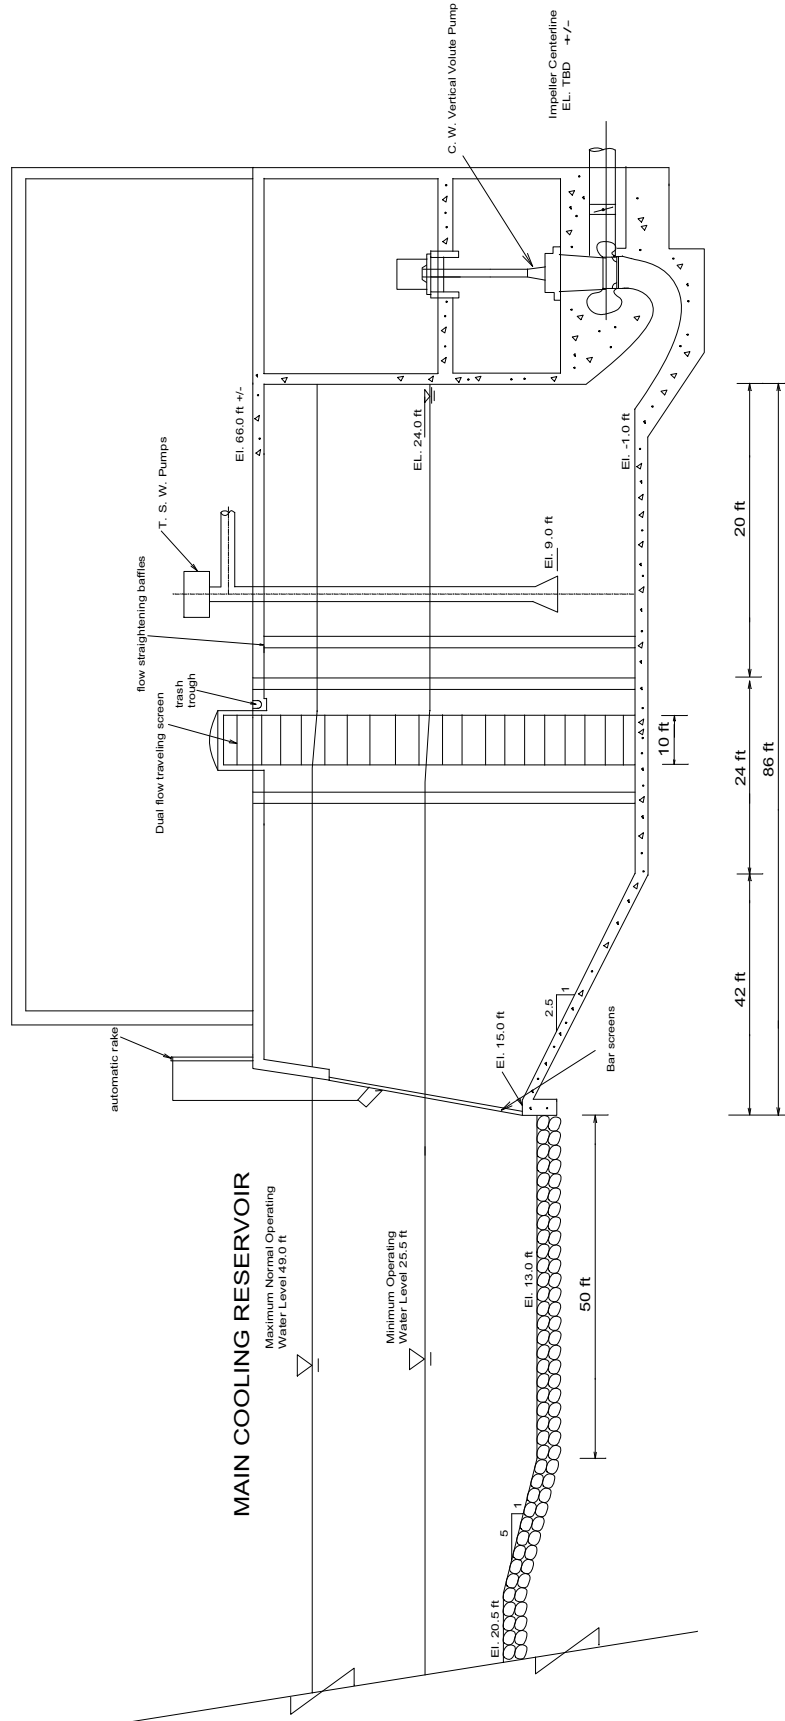 C. W. Vertical Volute Pump
Impeller Centerline
EL. TBD +/-
T. S. W. Pumps
El. 66.0 ft +/-
EL. 24.0 ft
El. -1.0 ft
El. 9.0 ft
flow straightening baffles
trash
trough
Dual flow traveling screen
20 ft
10 ft
24 ft
86 ft
42 ft
automatic rake
2.5
1
El. 15.0 ft
Bar screens
MAIN COOLING RESERVOIR
Maximum Normal Operating
Water Level 49.0 ft
Minimum Operating
Water Level 25.5 ft
El. 13.0 ft
50 ft
5
1
El. 20.5 ft